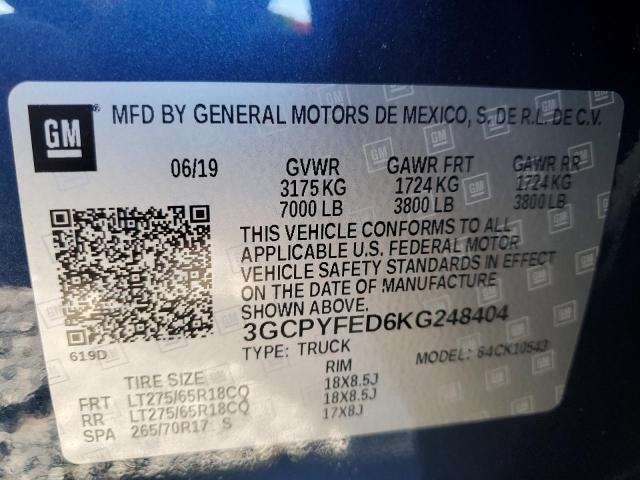 GM ® MFD BY GENERAL MOTORS DE MEXICO, S. DE R.L. DE C.V.
06/19 GVWR GAWR FRT GAWR RR
3175 KG 1724 KG 1724 KG
7000 LB 3800 LB 3800 LB
THIS VEHICLE CONFORMS TO ALL
APPLICABLE U.S. FEDERAL MOTOR
VEHICLE SAFETY STANDARDS IN EFFECT
ON THE DATE OF MANUFACTURE
SHOWN ABOVE.
3GCPYFED6KG248404
619D TYPE: TRUCK MODEL: 64CK10543
TIRE SIZE RIM
FRT LT275/65R18CQ 18X8.5J
RR LT275/65R18CQ 18X8.5J
SPA 265/70R17 S 17X8J